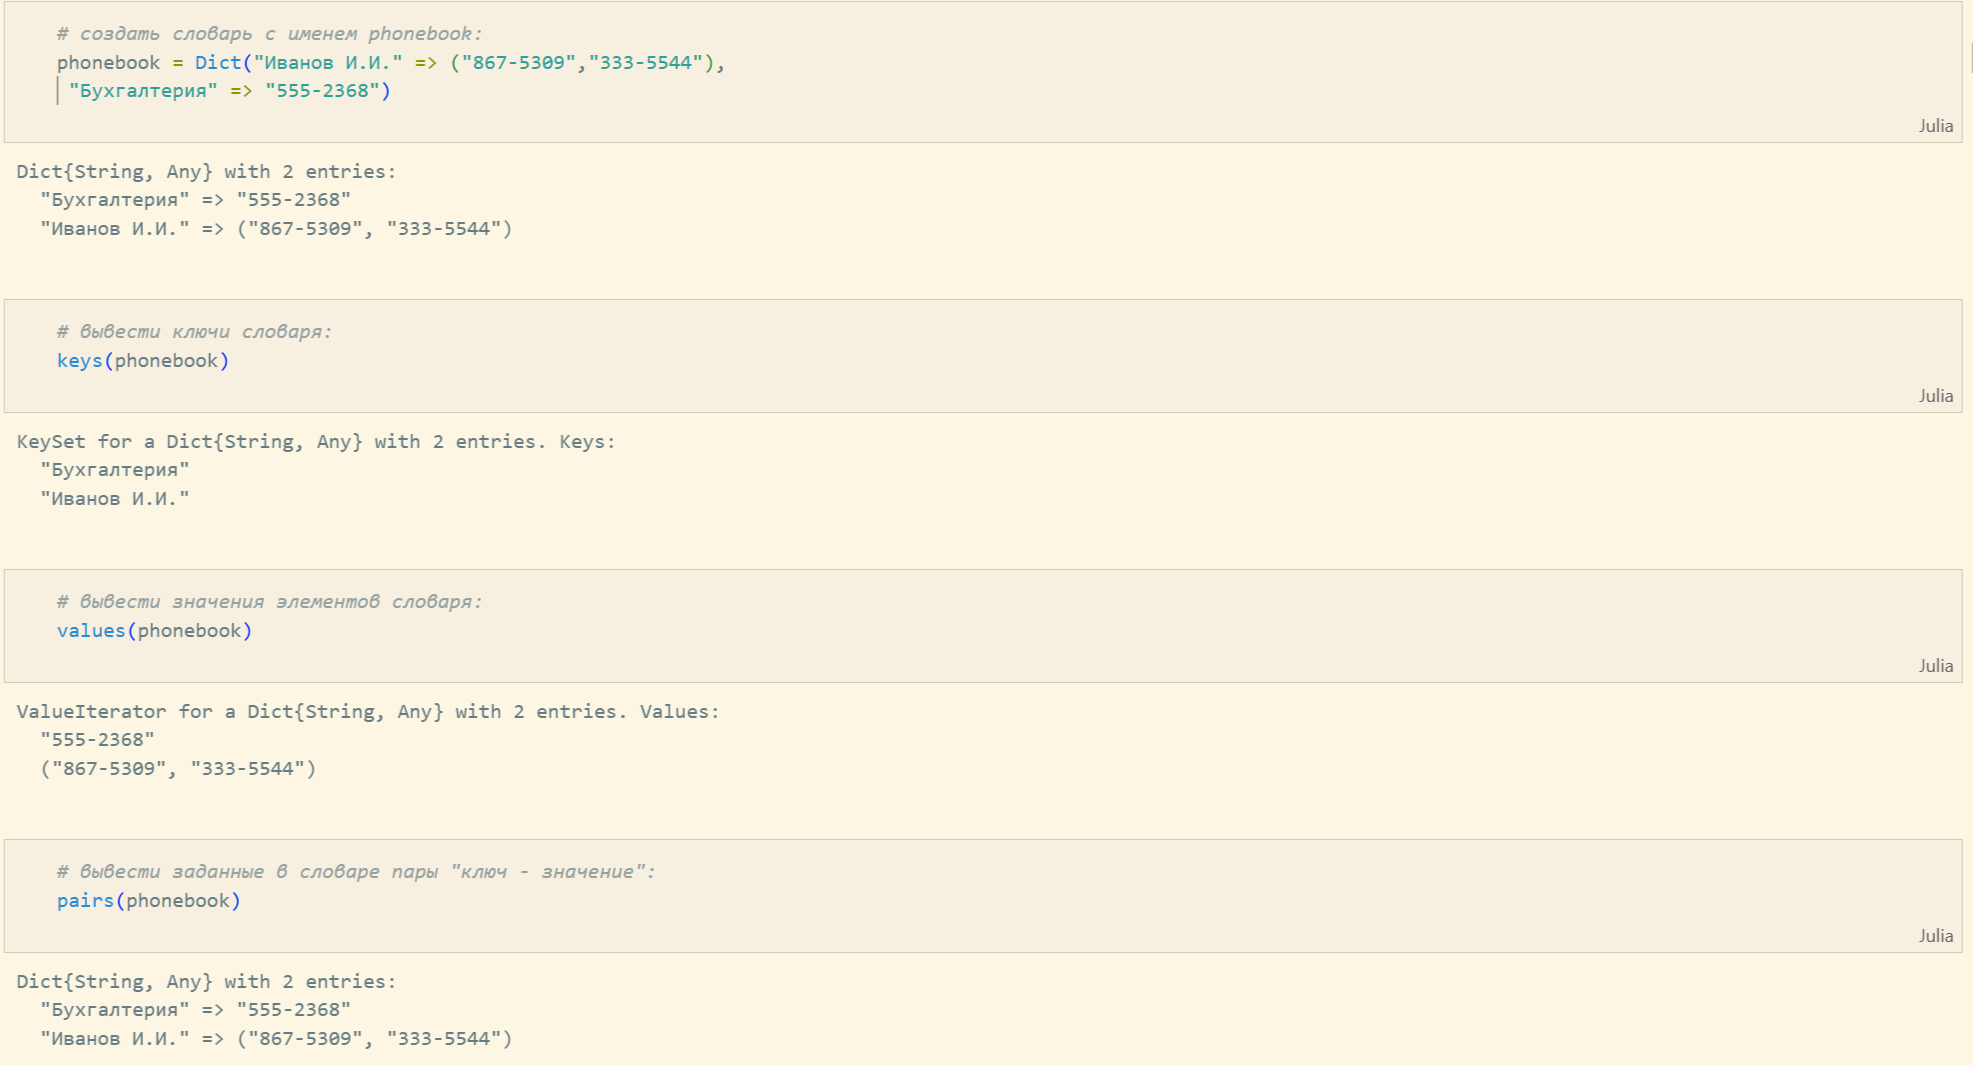 # создать словарь с именем phonebook:
phonebook = Dict("Иванов И.И." => ("867-5309","333-5544"),
 "Бухгалтерия" => "555-2368")
Julia
Dict{String, Any} with 2 entries:
  "Бухгалтерия" => "555-2368"
  "Иванов И.И." => ("867-5309", "333-5544")
# вывести ключи словаря:
keys(phonebook)
Julia
KeySet for a Dict{String, Any} with 2 entries. Keys:
  "Бухгалтерия"
  "Иванов И.И."
# вывести значения элементов словаря:
values(phonebook)
Julia
ValueIterator for a Dict{String, Any} with 2 entries. Values:
  "555-2368"
  ("867-5309", "333-5544")
# вывести заданные в словаре пары "ключ - значение":
pairs(phonebook)
Julia
Dict{String, Any} with 2 entries:
  "Бухгалтерия" => "555-2368"
  "Иванов И.И." => ("867-5309", "333-5544")